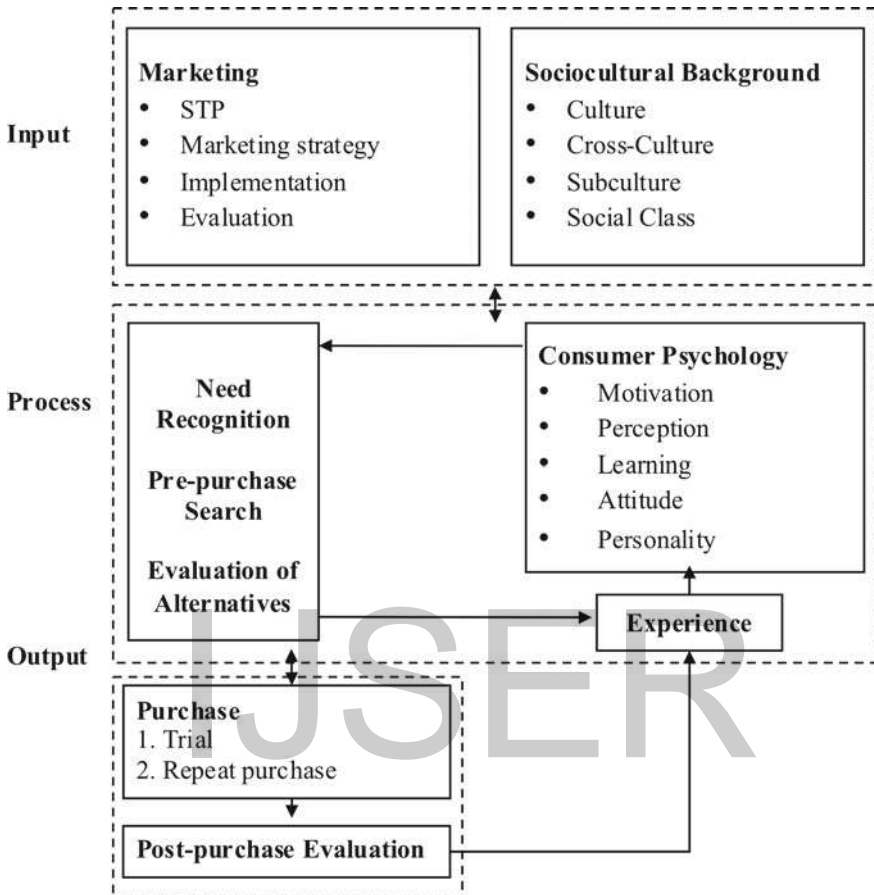 Input
Marketing
• STP
• Marketing strategy
• Implementation
• Evaluation
Sociocultural Background
• Culture
• Cross-Culture
• Subculture
• Social Class
Process
Need
Recognition
Pre-purchase
Search
Evaluation of
Alternatives
Consumer Psychology
• Motivation
• Perception
• Learning
• Attitude
• Personality
Experience
Output
Purchase
1. Trial
2. Repeat purchase
Post-purchase Evaluation
IJSER